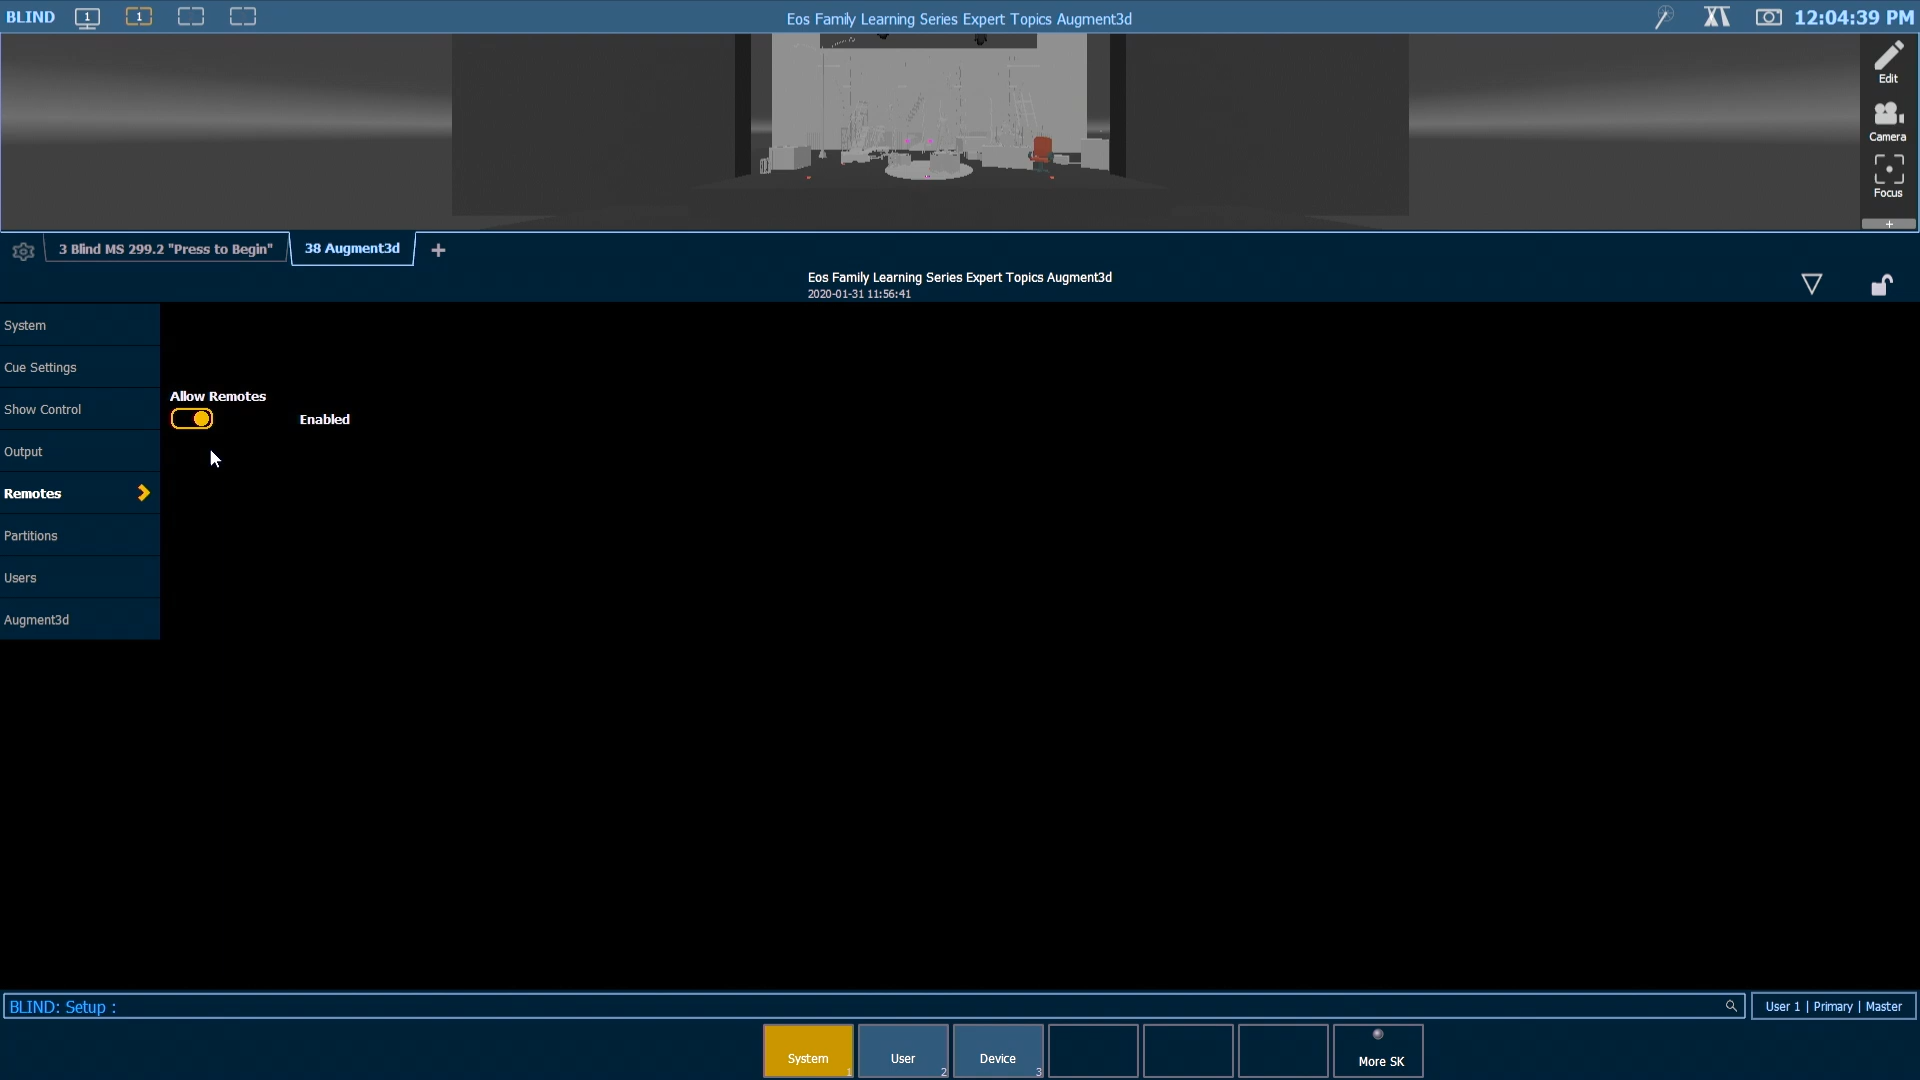 BLIND 1 1 Eos Family Learning Series Expert Topics Augment3d 12:04:39 PM
Edit
Camera
Focus
+
3 Blind MS 299.2 "Press to Begin" 38 Augment3d +
Eos Family Learning Series Expert Topics Augment3d
2020-01-31 11:56:41
System
Cue Settings
Show Control
Output
Remotes
Partitions
Users
Augment3d
Allow Remotes
Enabled
BLIND: Setup :
User 1 | Primary | Master
System 1
User 2
Device 3
More SK